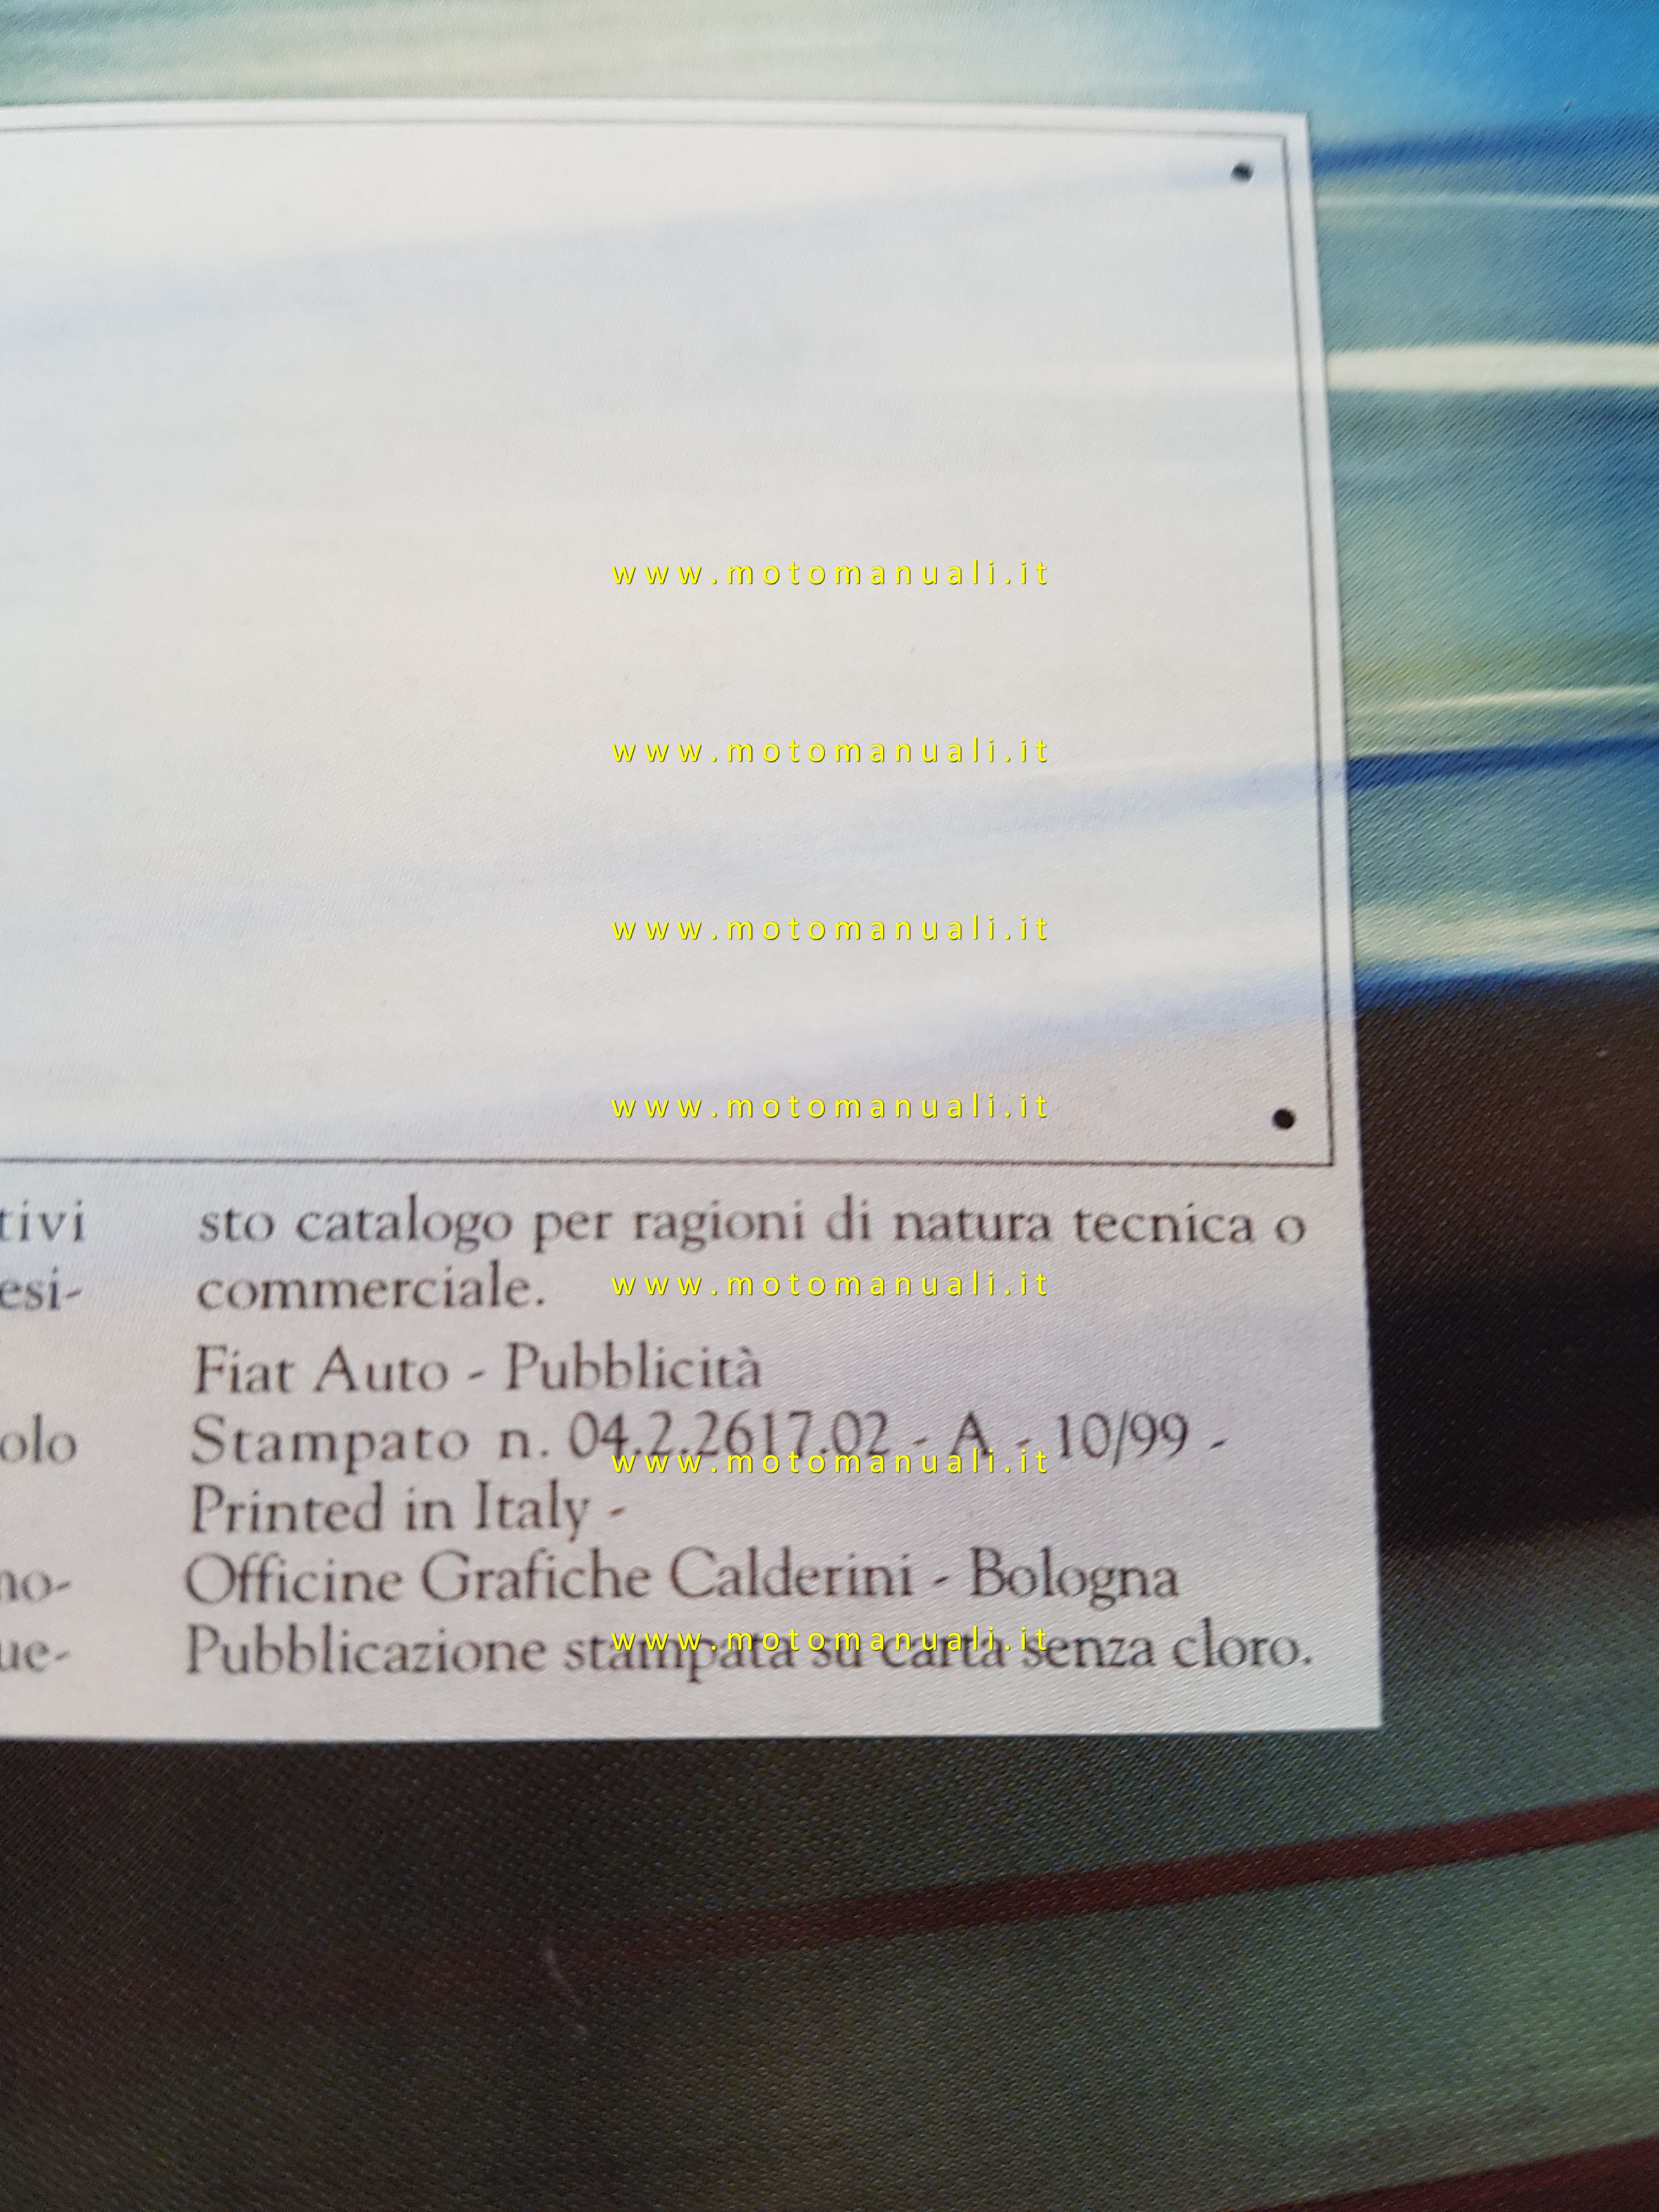 www.motomanuali.it
www.motomanuali.it
www.motomanuali.it
www.motomanuali.it
tivi
esi-
olo
no-
ue-
sto catalogo per ragioni di natura tecnica o
commerciale.
www.motomanuali.it
Fiat Auto - Pubblicità
Stampato n. 04.2.2617.02 - A - 10/99 -
www.motomanuali.it
Printed in Italy -
Officine Grafiche Calderini - Bologna
Pubblicazione stampata su carta senza cloro.
www.motomanuali.it